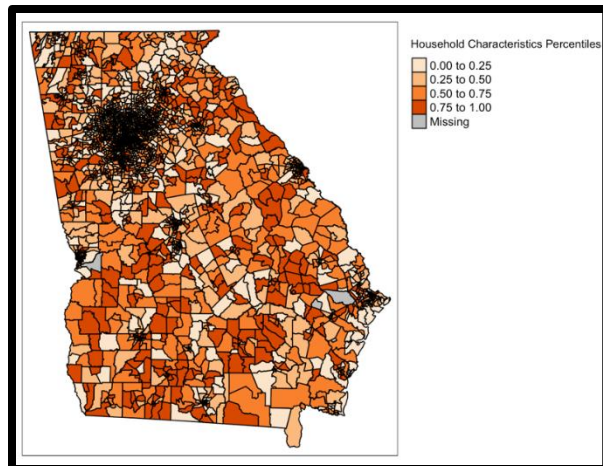 Household Characteristics Percentiles
0.00 to 0.25
0.25 to 0.50
0.50 to 0.75
0.75 to 1.00
Missing